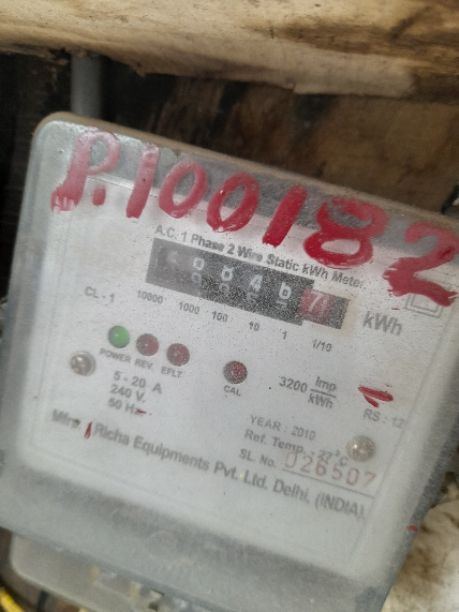 P.100182
A.C. 1 Phase 2 Wire Static kWh Meter
kWh
CL - 1 10000 1000 100 10 1 1/10
POWER REV. EFLT CAL
3200 Imp/kWh
5 - 20 A
240 V.
50 Hz
YEAR : 2010
Ref. Temp. : 27°C
SL. No. 026507
Richa Equipments Pvt. Ltd. Delhi. (INDIA)